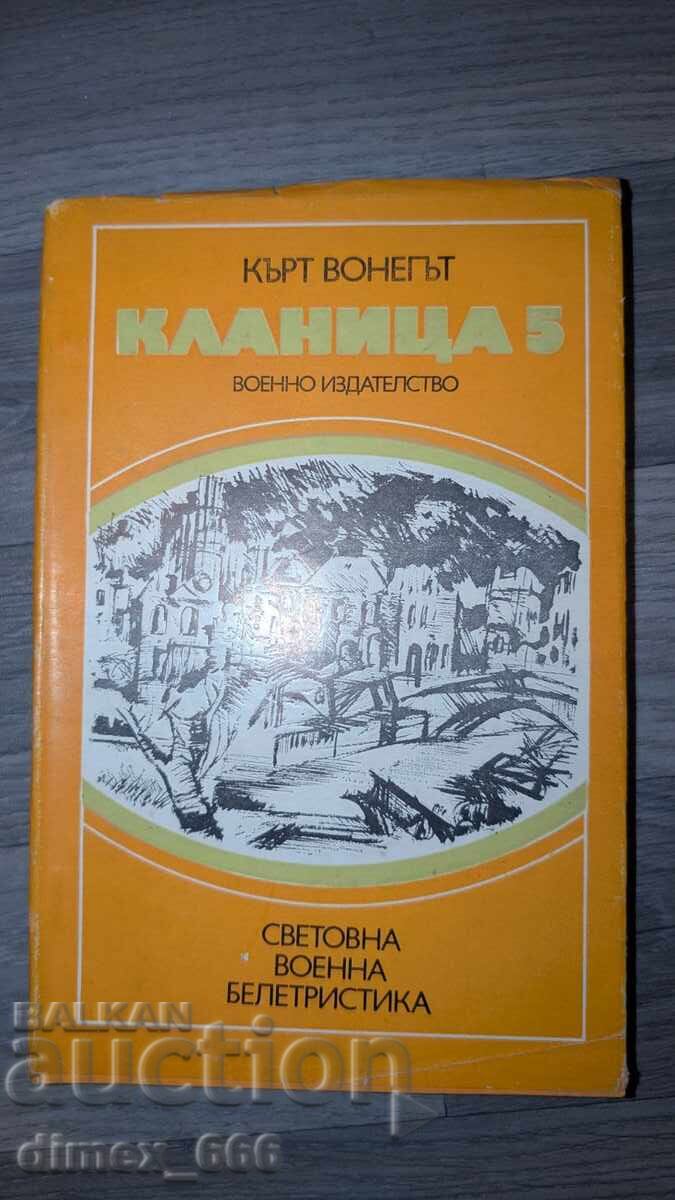 КЪРТ ВОНЕГЪТ
КЛАНИЦА 5
ВОЕННО ИЗДАТЕЛСТВО
СВЕТОВНА
ВОЕННА
БЕЛЕТРИСТИКА
BALKAN
auction
dimex_666